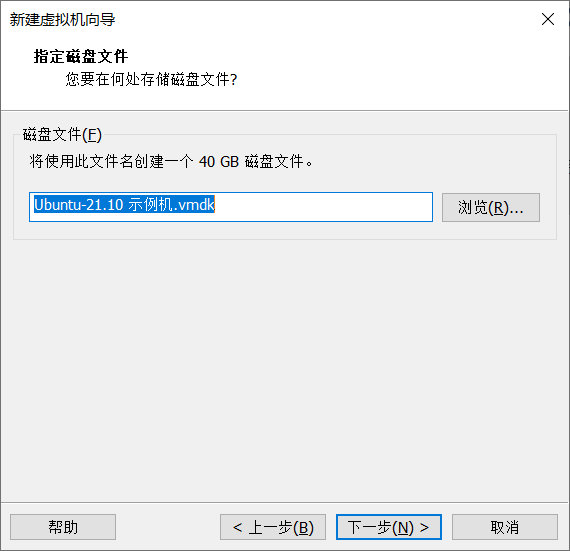 新建虚拟机向导
指定磁盘文件
您要在何处存储磁盘文件?
磁盘文件(F)
将使用此文件名创建一个 40 GB 磁盘文件。
Ubuntu-21.10 示例机.vmdk
浏览(R)...
帮助
< 上一步(B)
下一步(N) >
取消